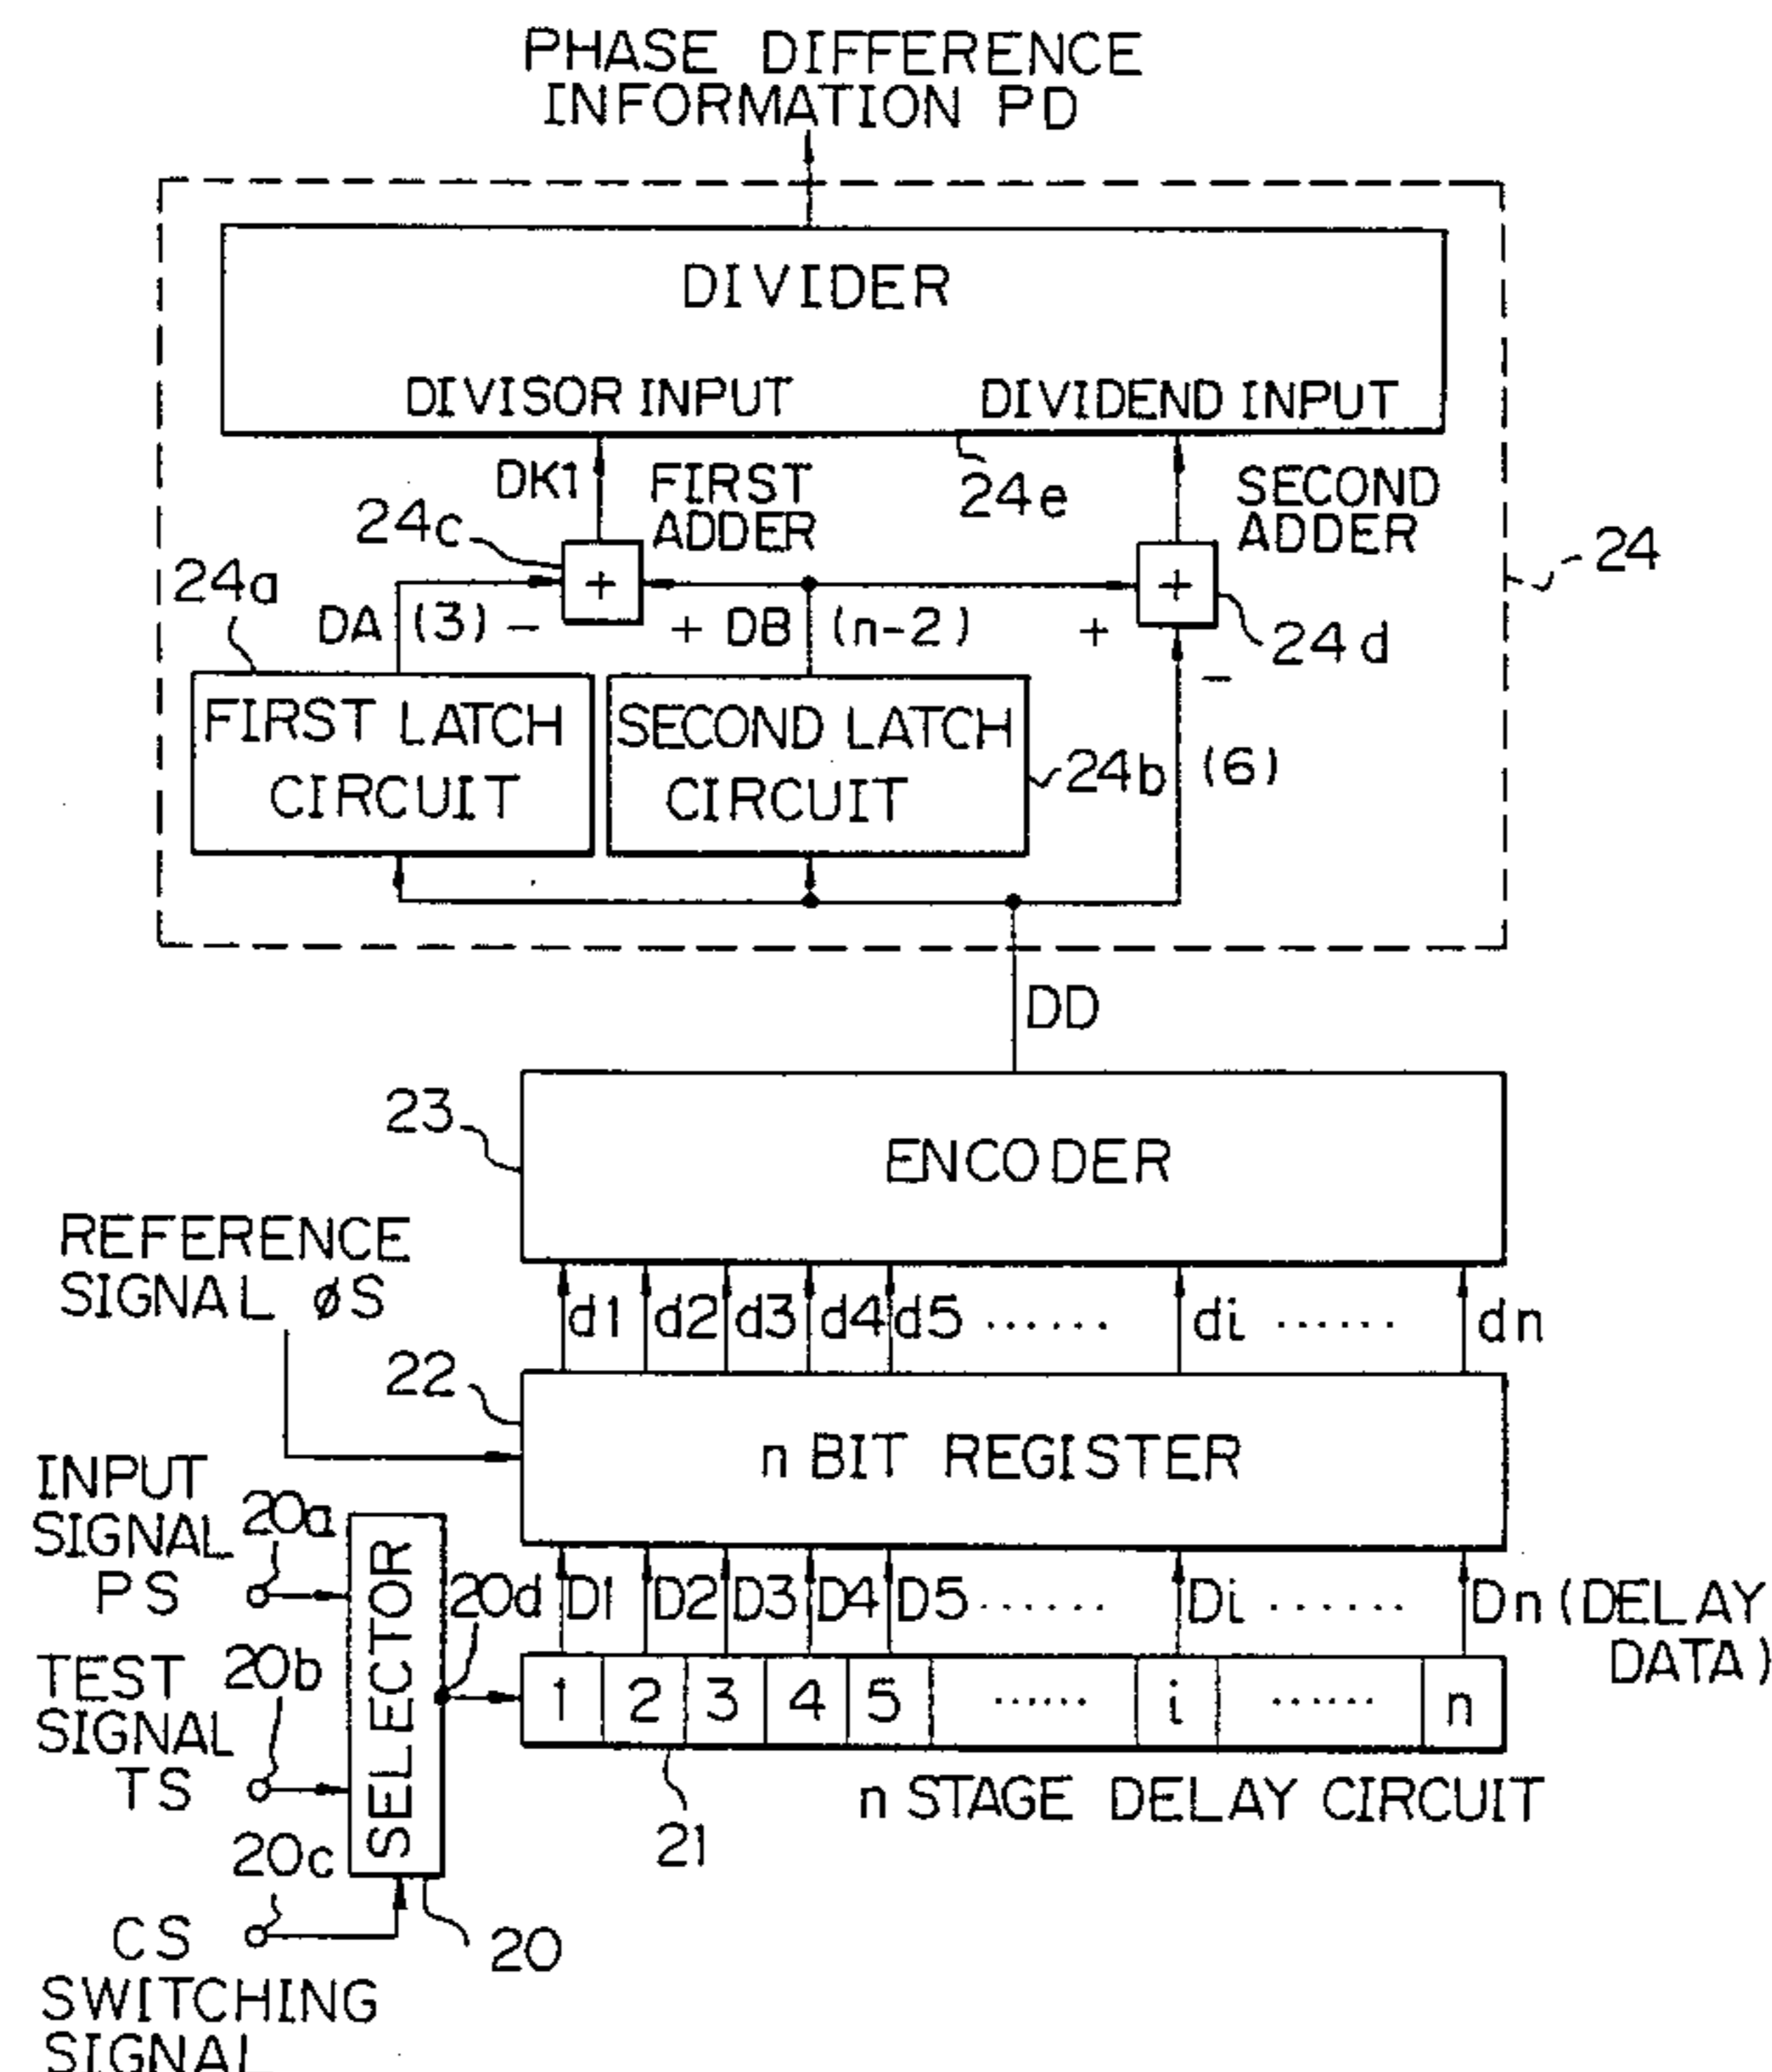 PHASE DIFFERENCE
INFORMATION PD
DIVIDER
DIVISOR INPUT
DIVIDEND INPUT
DK1
FIRST
ADDER
24e
SECOND
ADDER
24c
24
24a
+
+
DA (3) -
+ DB (n-2)
+
24d
-
FIRST LATCH
CIRCUIT
SECOND LATCH
CIRCUIT
24b
(6)
DD
23
ENCODER
REFERENCE
SIGNAL øS
d1 d2 d3 d4 d5 ...... di ...... dn
22
n BIT REGISTER
INPUT
SIGNAL
PS
20a
SELECTOR
20d
D1 D2 D3 D4 D5 ...... Di ...... Dn (DELAY
DATA)
TEST
SIGNAL
TS
20b
1 2 3 4 5 ...... i ...... n
n STAGE DELAY CIRCUIT
21
20c
CS
SWITCHING
SIGNAL
20